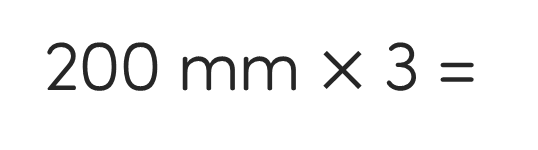 200 mm × 3 =